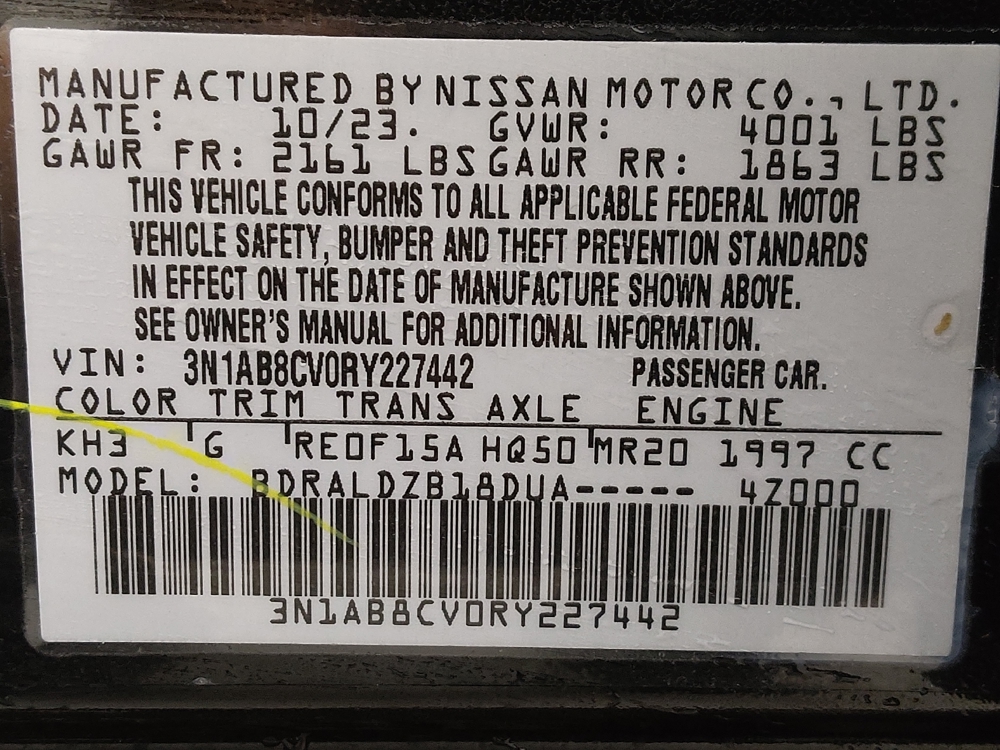 MANUFACTURED BY NISSAN MOTOR CO., LTD.
DATE: 10/23. GVWR: 4001 LBS
GAWR FR: 2161 LBS GAWR RR: 1863 LBS
THIS VEHICLE CONFORMS TO ALL APPLICABLE FEDERAL MOTOR
VEHICLE SAFETY, BUMPER AND THEFT PREVENTION STANDARDS
IN EFFECT ON THE DATE OF MANUFACTURE SHOWN ABOVE.
SEE OWNER'S MANUAL FOR ADDITIONAL INFORMATION.
VIN: 3N1AB8CV0RY227442 PASSENGER CAR.
COLOR TRIM TRANS AXLE ENGINE
KH3 G RE0F15A HQ50 MR20 1997 CC
MODEL: BDRALDZB18DUA----- 4Z000
3N1AB8CV0RY227442